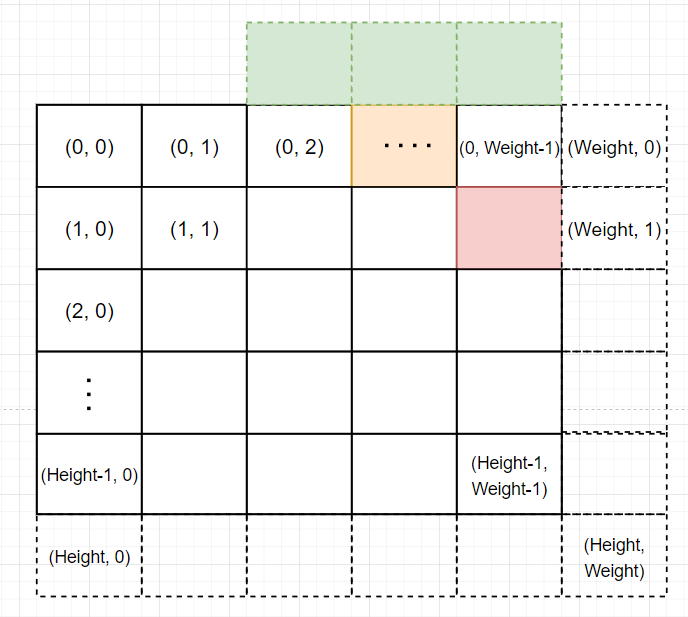 (0, 0) (0, 1) (0, 2) .... (0, Weight-1) (Weight, 0)
(1, 0) (1, 1) (Weight, 1)
(2, 0)
⋮
(Height-1, 0) (Height-1,
Weight-1)
(Height, 0) (Height,
Weight)